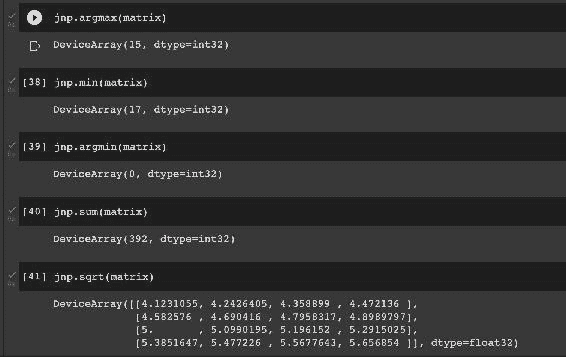 jnp.argmax(matrix)
DeviceArray(15, dtype=int32)
[38] jnp.min(matrix)
DeviceArray(17, dtype=int32)
[39] jnp.argmin(matrix)
DeviceArray(0, dtype=int32)
[40] jnp.sum(matrix)
DeviceArray(392, dtype=int32)
[41] jnp.sqrt(matrix)
DeviceArray([[4.1231055, 4.2426405, 4.358899 , 4.472136 ],
[4.582576 , 4.690416 , 4.7958317, 4.8989797],
[5. , 5.0990195, 5.196152 , 5.2915025],
[5.3851647, 5.477226 , 5.5677643, 5.656854 ]], dtype=float32)